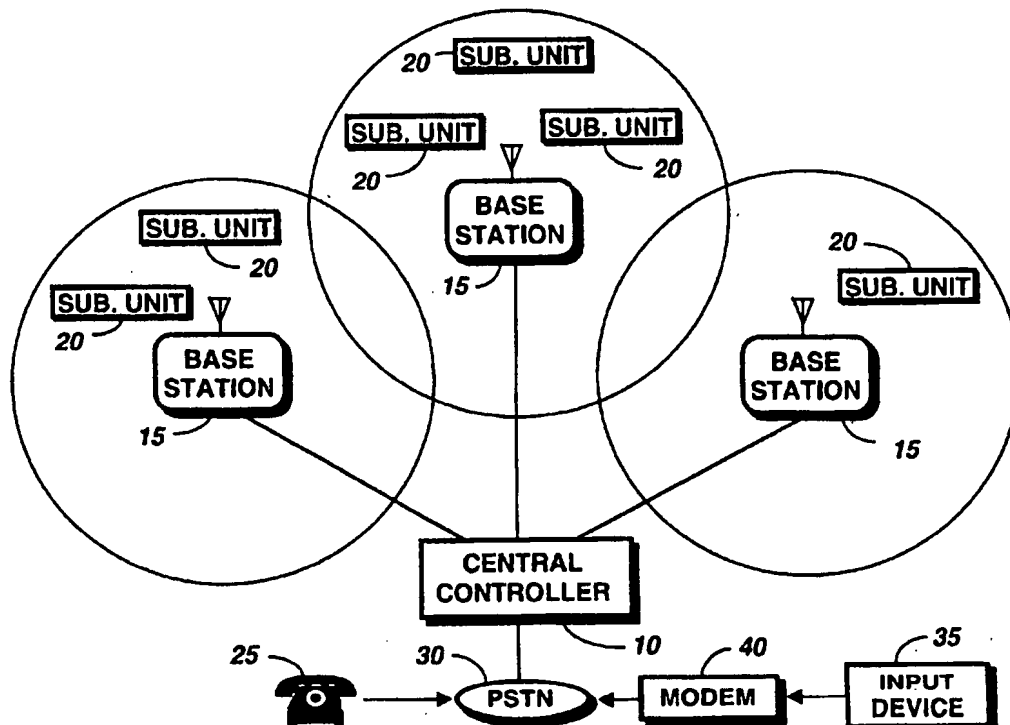 20 SUB. UNIT
SUB. UNIT
20
SUB. UNIT
20
BASE
STATION
15
SUB. UNIT
20
SUB. UNIT
20
BASE
STATION
15
20
SUB. UNIT
BASE
STATION
15
CENTRAL
CONTROLLER
10
25
30
PSTN
40
MODEM
35
INPUT
DEVICE